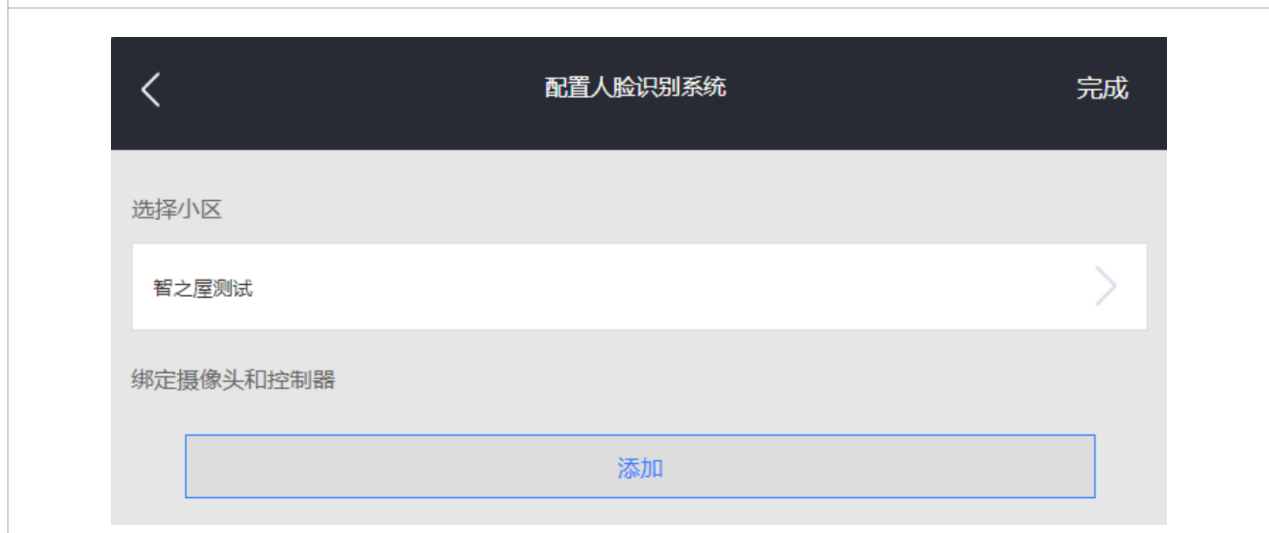 配置人脸识别系统 完成
选择小区
智之屋测试
绑定摄像头和控制器
添加